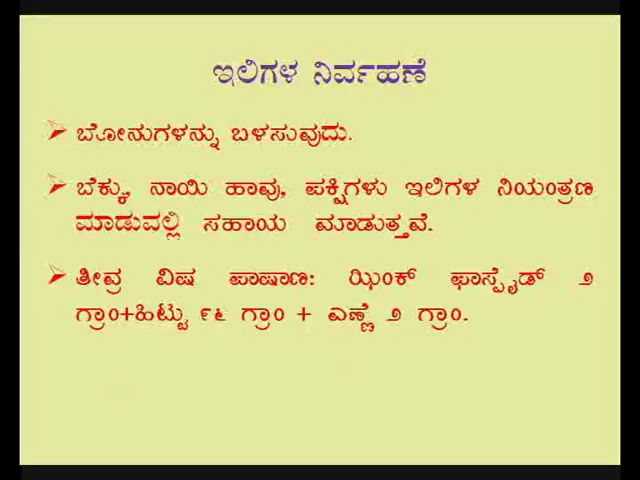 ಇಲಿಗಳ ನಿರ್ವಹಣೆ
ಬೋನುಗಳನ್ನು ಬಳಸುವುದು.
ಬೆಕ್ಕು, ನಾಯಿ ಹಾವು, ಪಕ್ಷಿಗಳು ಇಲಿಗಳ ನಿಯಂತ್ರಣ
ಮಾಡುವಲ್ಲಿ ಸಹಾಯ ಮಾಡುತ್ತವೆ.
ತೀವ್ರ ವಿಷ ಪಾಷಾಣ: ಝಿಂಕ್ ಫಾಸ್ಪೈಡ್ ೨
ಗ್ರಾಂ+ಹಿಟ್ಟು ೯೬ ಗ್ರಾಂ + ಎಣ್ಣೆ ೨ ಗ್ರಾಂ.